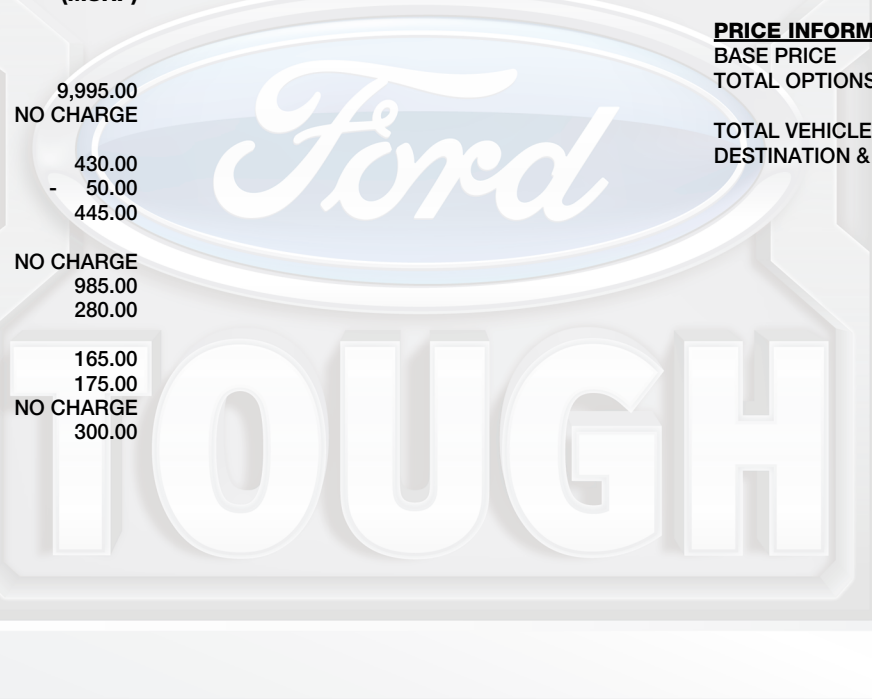 (MSRP)
9,995.00
NO CHARGE
430.00
- 50.00
445.00
NO CHARGE
985.00
280.00
165.00
175.00
NO CHARGE
300.00
PRICE INFORM
BASE PRICE
TOTAL OPTIONS
TOTAL VEHICLE
DESTINATION &
Ford
TOUGH